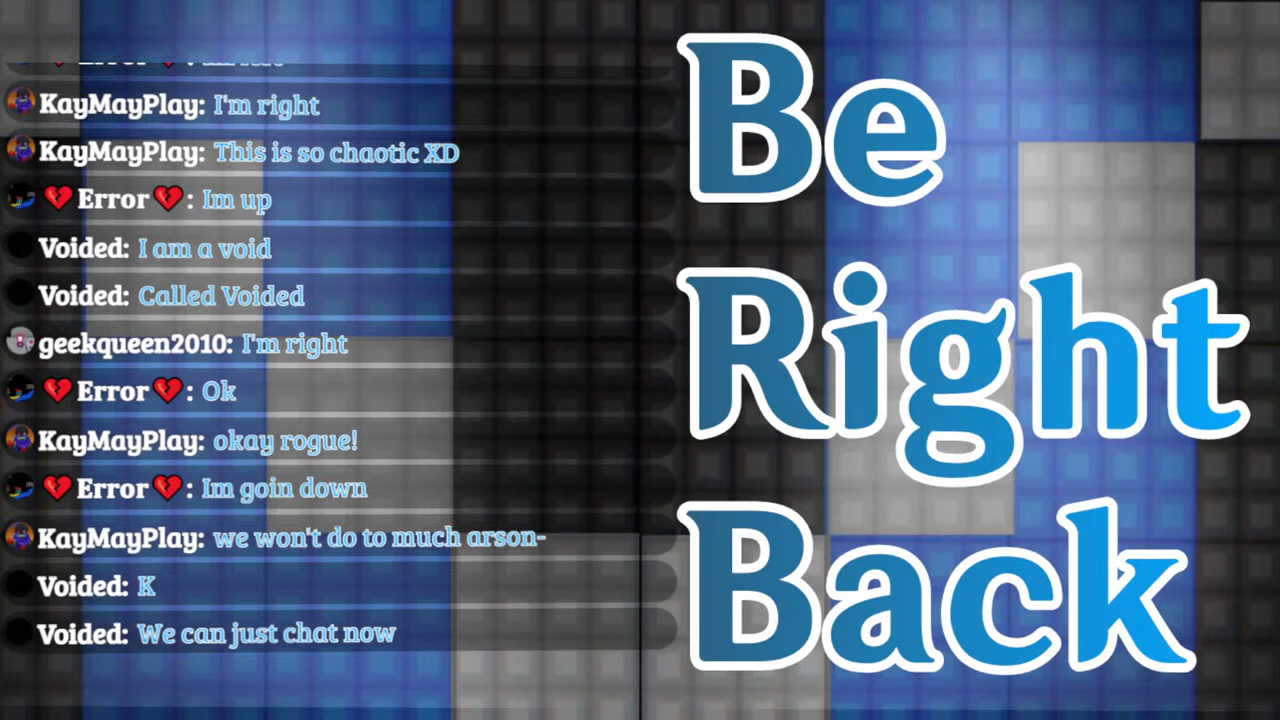 KayMayPlay: I'm right
KayMayPlay: This is so chaotic XD
💔 Error 💔 : Im up
Voided: I am a void
Voided: Called Voided
geekqueen2010: I'm right
💔 Error 💔 : Ok
KayMayPlay: okay rogue!
💔 Error 💔 : Im goin down
KayMayPlay: we won't do to much arson-
Voided: K
Voided: We can just chat now
Be
Right
Back